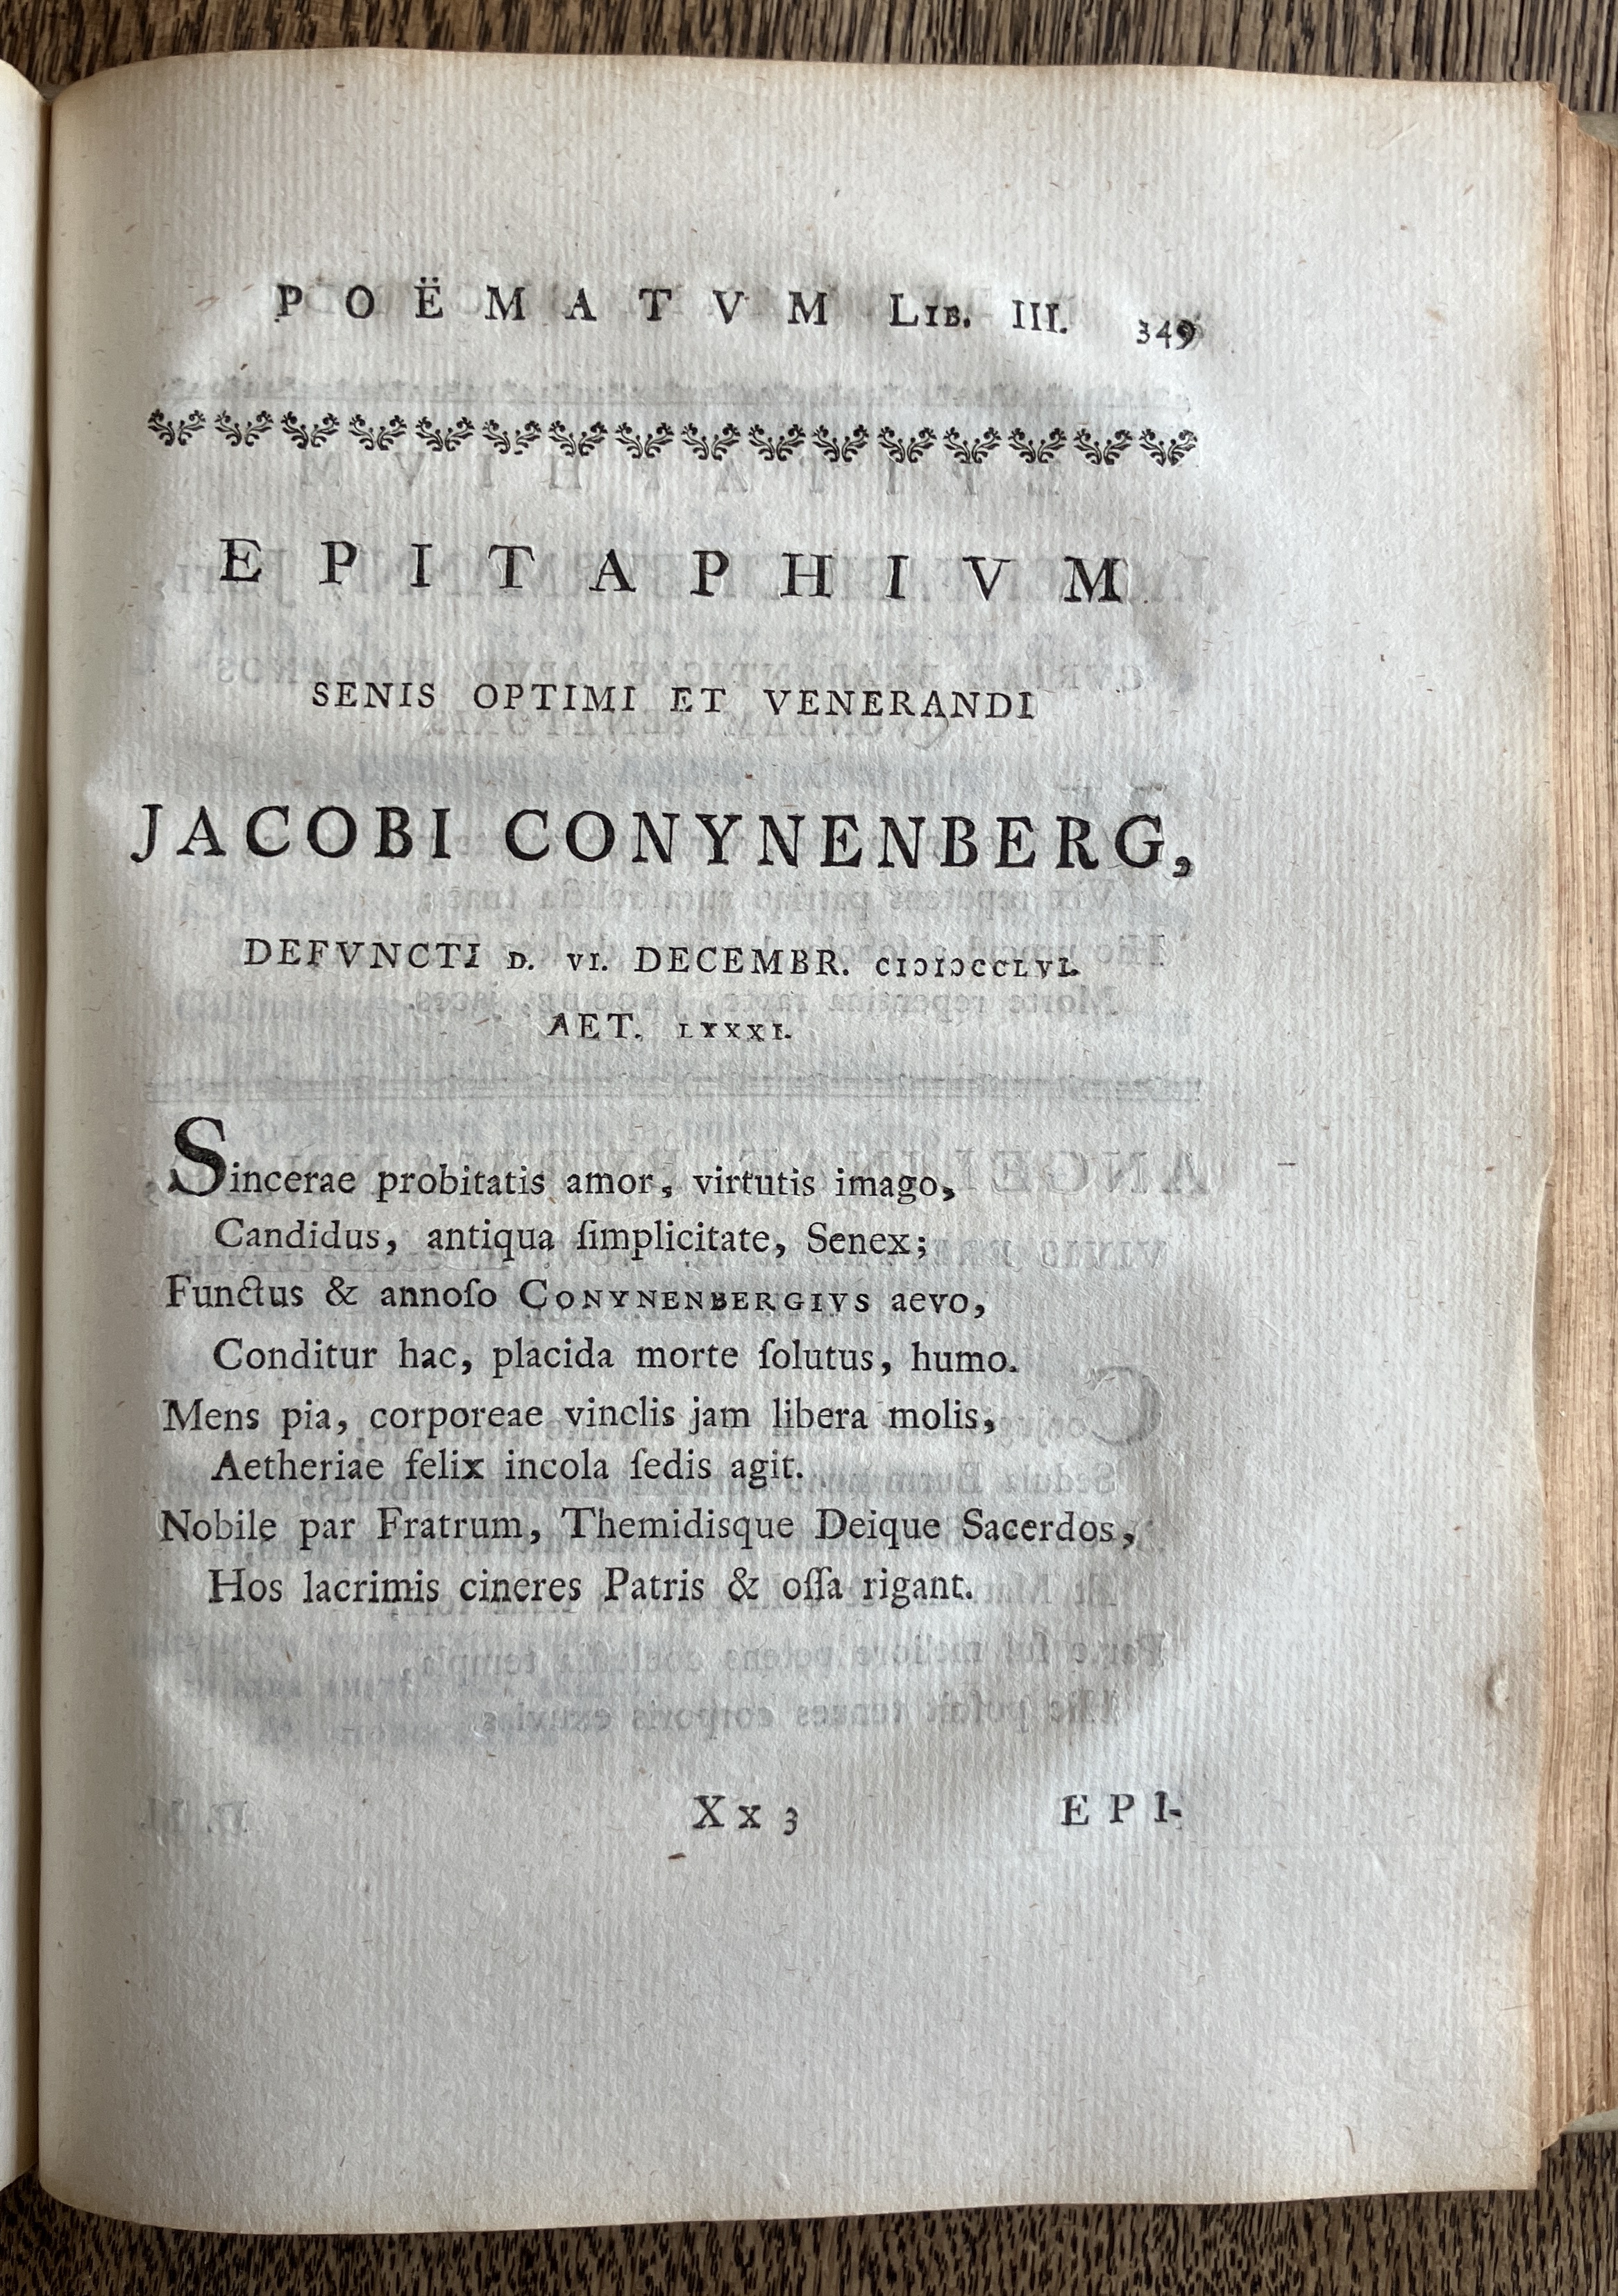 POËMATVM LIB. III. 349
EPITAPHIVM
SENIS OPTIMI ET VENERANDI
JACOBI CONYNENBERG,
DEFVNCTI D. VI. DECEMBR. CIↃIↃCCLVI.
AET. LXXXI.
Sincerae probitatis amor, virtutis imago,
Candidus, antiqua ſimplicitate, Senex;
Functus & annoſo CONYNENBERGIVS aevo,
Conditur hac, placida morte ſolutus, humo.
Mens pia, corporeae vinclis jam libera molis,
Aetheriae felix incola ſedis agit.
Nobile par Fratrum, Themidisque Deique Sacerdos,
Hos lacrimis cineres Patris & oſſa rigant.
Xx 3 EPI-